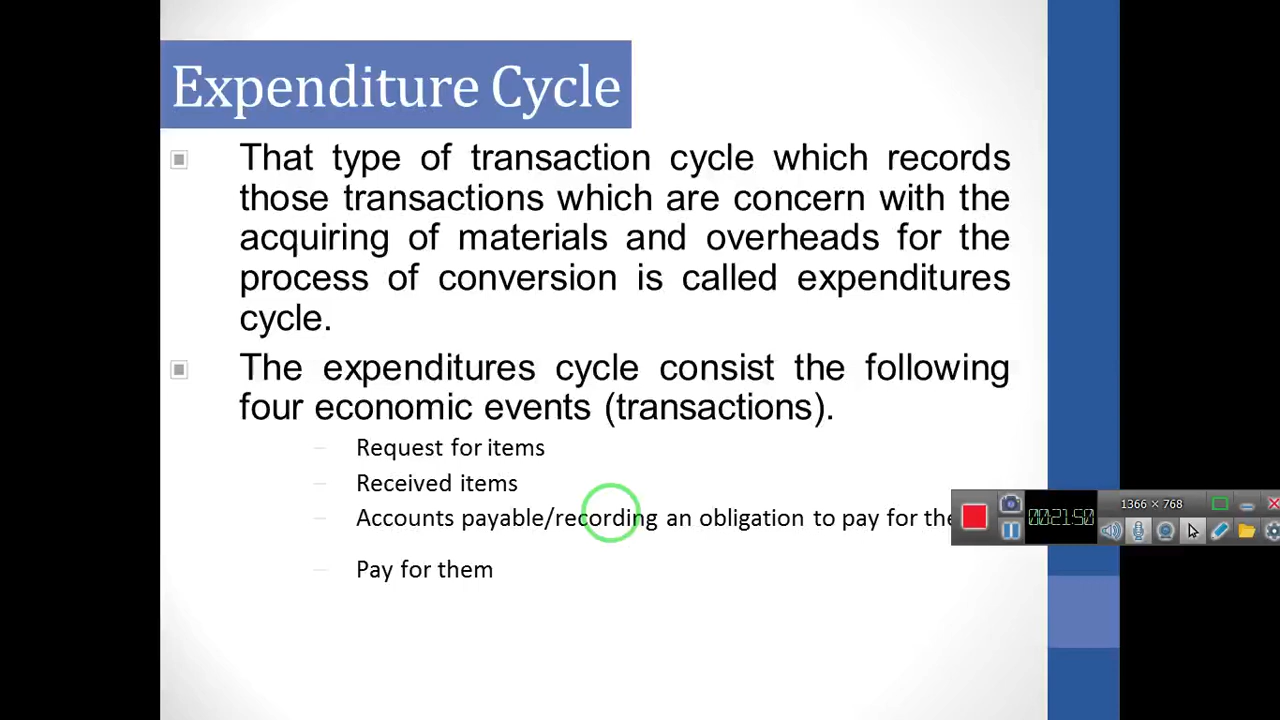 Expenditure Cycle
That type of transaction cycle which records
those transactions which are concern with the
acquiring of materials and overheads for the
process of conversion is called expenditures
cycle.
The expenditures cycle consist the following
four economic events (transactions).
Request for items
Received items
Accounts payable/recording an obligation to pay for
1366 × 768
00:21:50
Pay for them